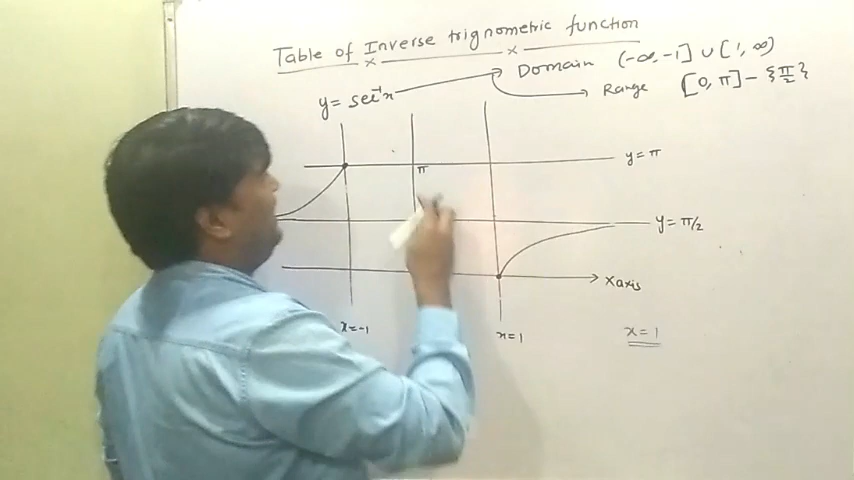 Table of Inverse trignometric function
y = sec⁻¹x
Domain (-∞, -1] ∪ [1, ∞)
Range [0, π] - {π/2}
y = π
π
y = π/2
x axis
x=-1
x=1
x=1